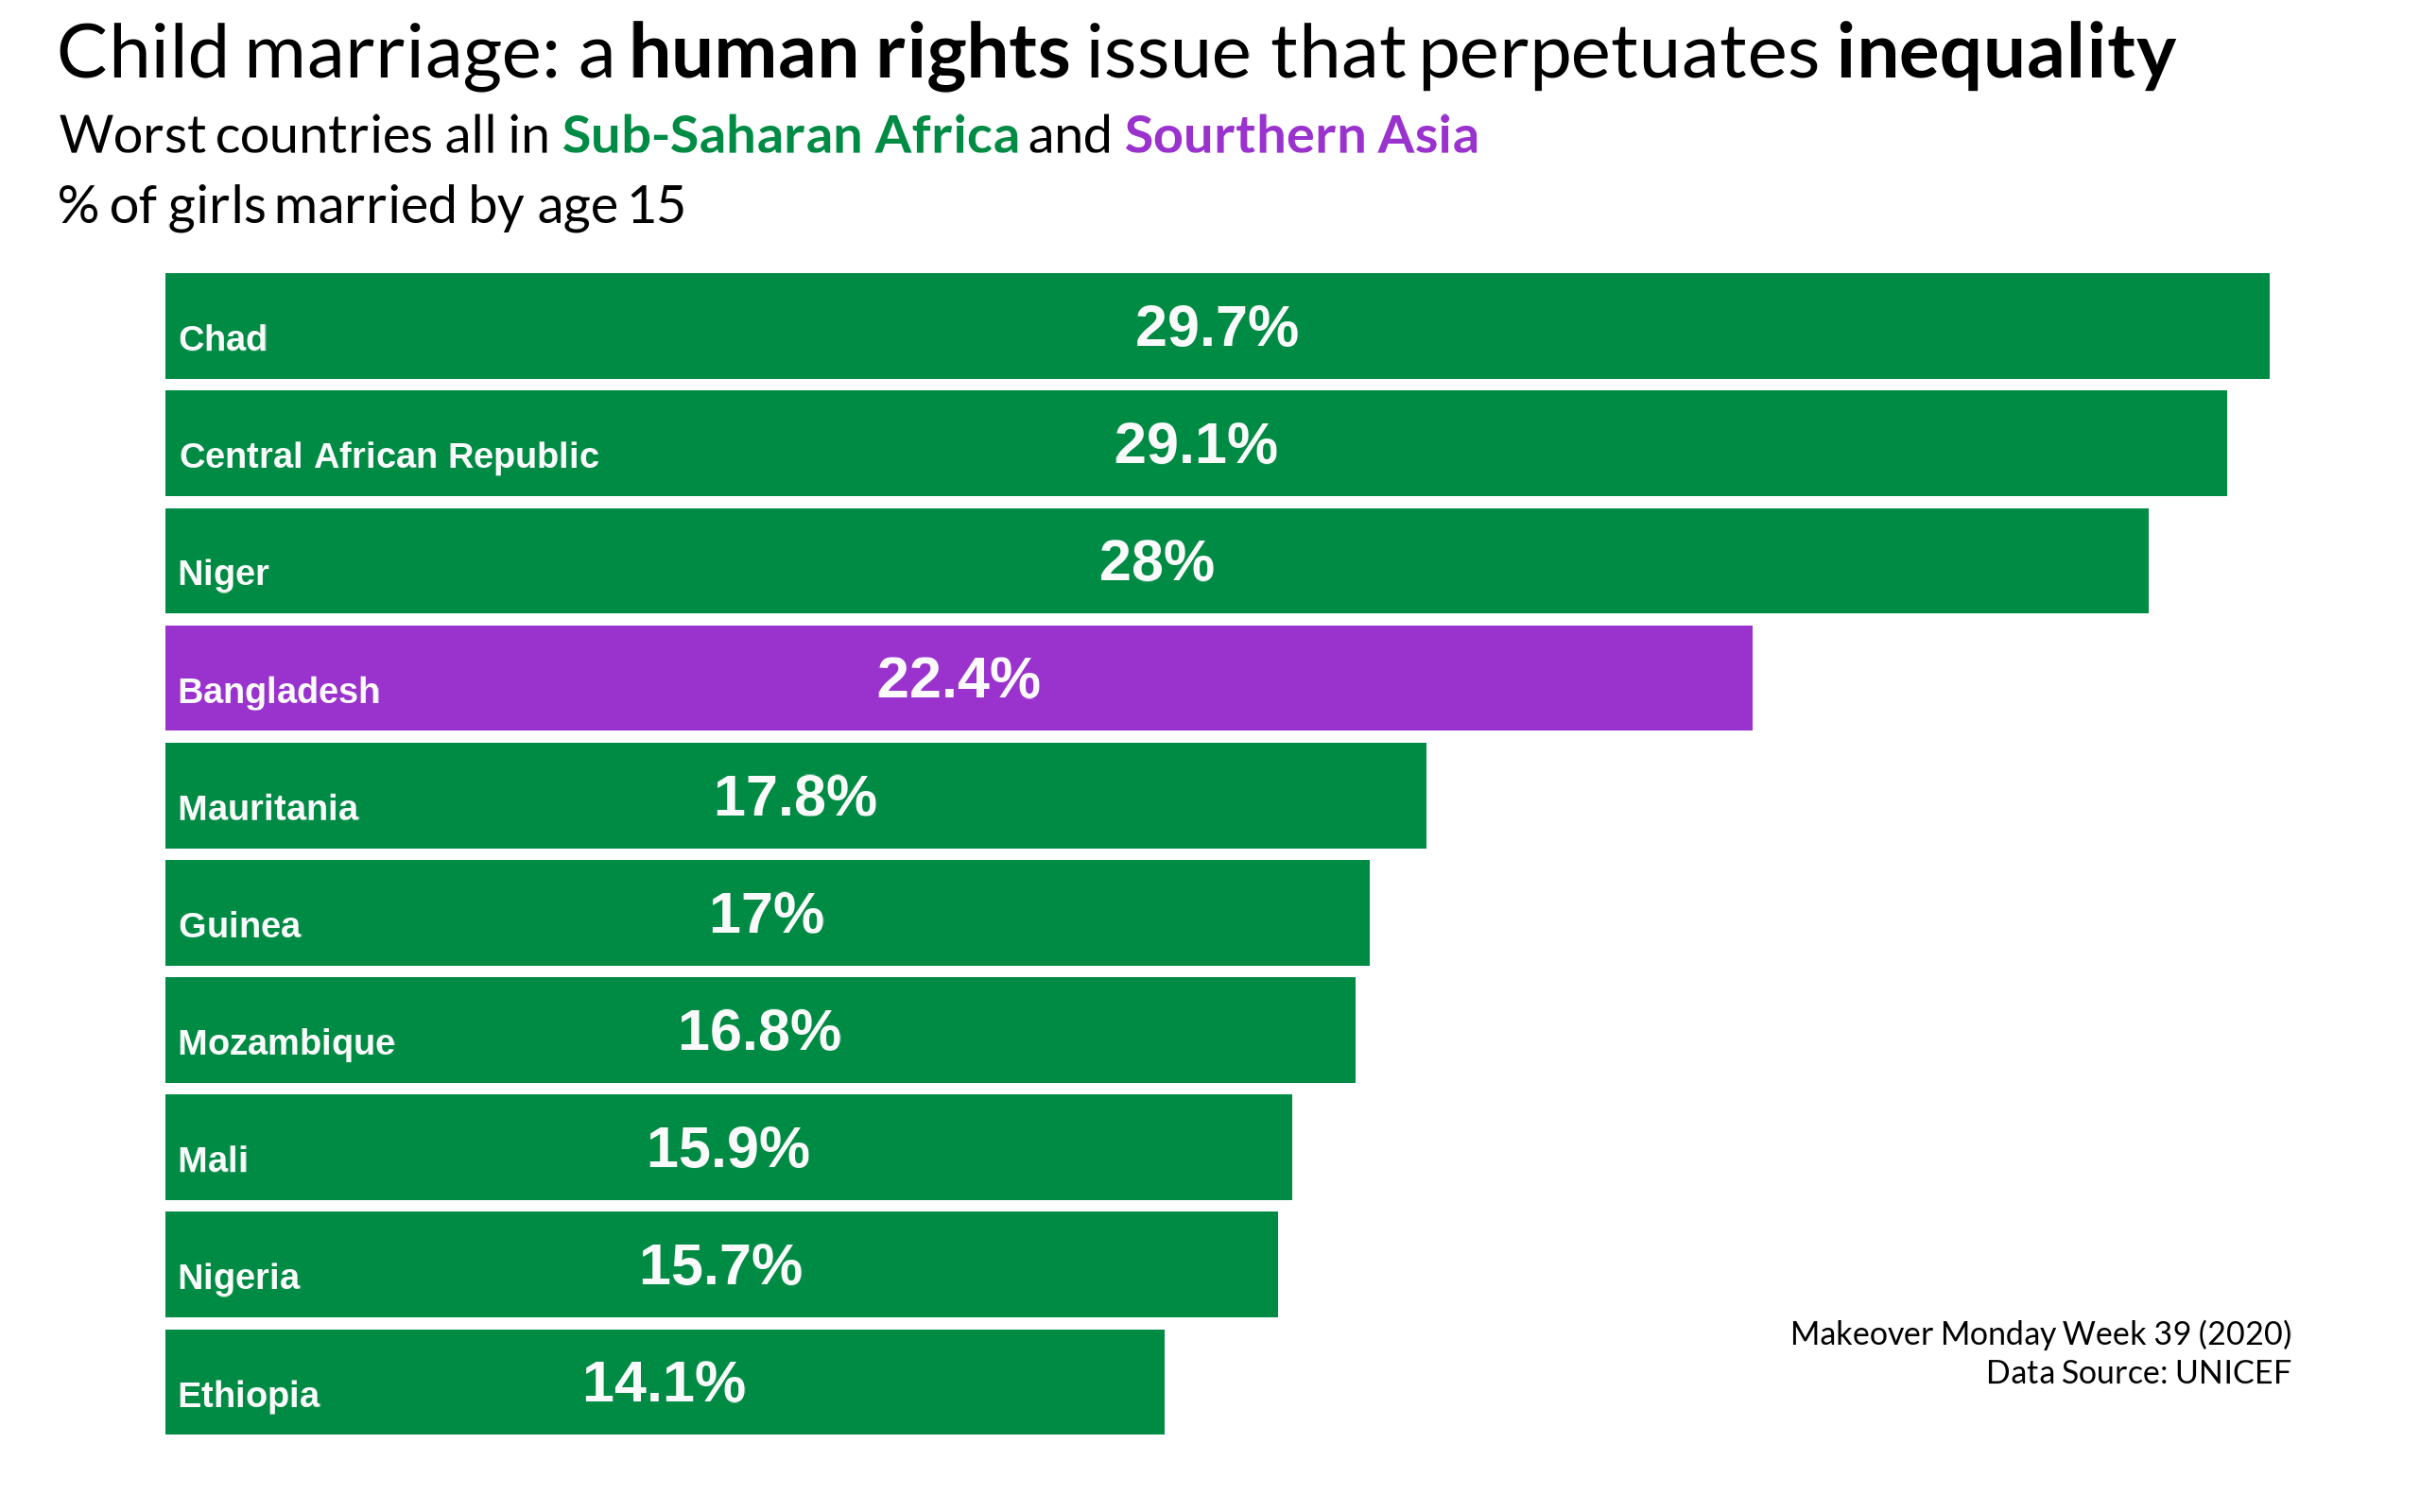 Child marriage: a human rights issue that perpetuates inequality
Worst countries all in Sub-Saharan Africa and Sourthern Asia
% of girls married by age 15
Chad 29.7%
Central African Republic 29.1%
Niger 28%
Bangladesh 22.4%
Mauritania 17.8%
Guinea 17%
Mozambique 16.8%
Mali 15.9%
Nigeria 15.7%
Ethiopia 14.1%
Makeover Monday Week 39 (2020)
Data Source: UNICEF